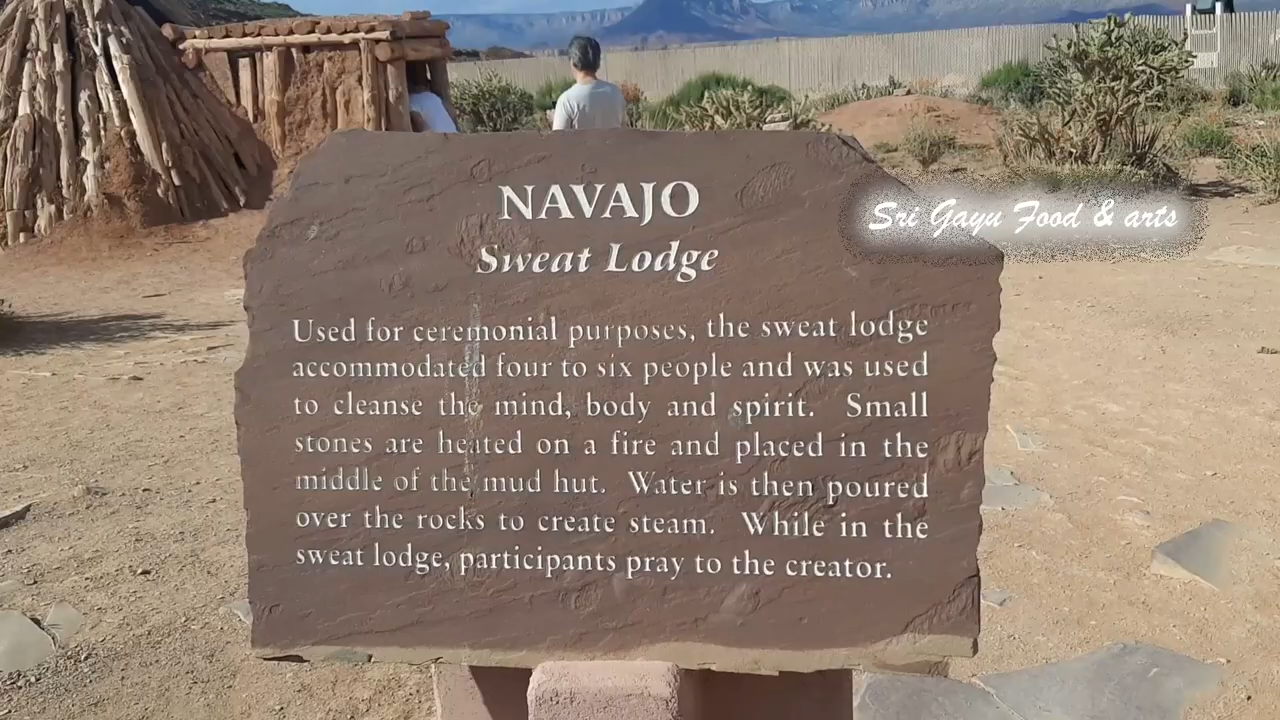 NAVAJO
Sweat Lodge
Sri Gayu Food & arts
Used for ceremonial purposes, the sweat lodge
accommodated four to six people and was used
to cleanse the mind, body and spirit. Small
stones are heated on a fire and placed in the
middle of the mud hut. Water is then poured
over the rocks to create steam. While in the
sweat lodge, participants pray to the creator.